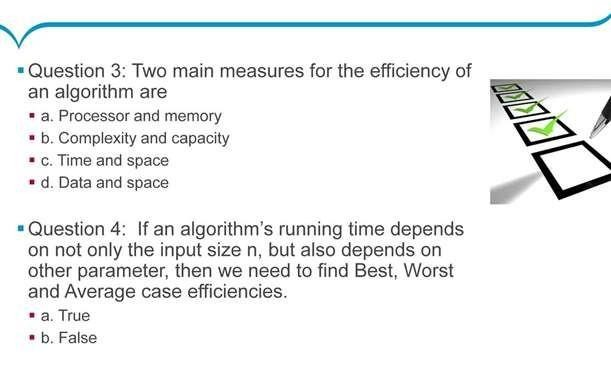 Question 3: Two main measures for the efficiency of
an algorithm are
a. Processor and memory
b. Complexity and capacity
c. Time and space
d. Data and space
Question 4:  If an algorithm's running time depends
on not only the input size n, but also depends on
other parameter, then we need to find Best, Worst
and Average case efficiencies.
a. True
b. False